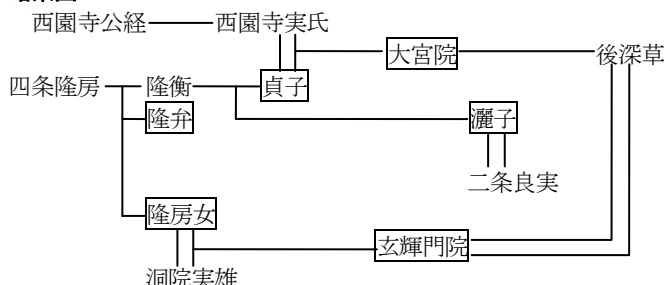 西園寺公経 西園寺実氏
大宮院 後深草
四条隆房 隆衡 貞子
隆弁 灑子
二条良実
隆房女
玄輝門院
洞院実雄